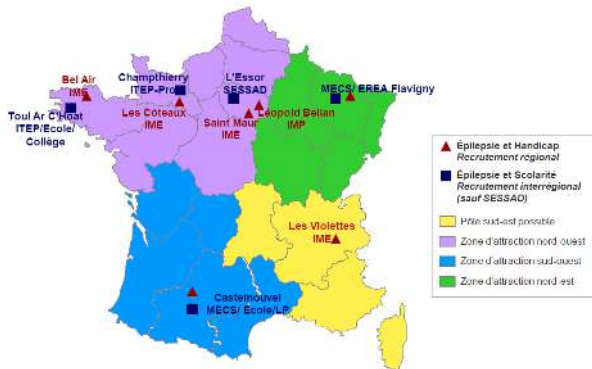 Bel Air
IME
Champthierry
ITEP-Pro
L'Essor
SESSAD
MECS/ EREA Flavigny
Toul Ar C'Hoat
ITEP/Ecole/
Collège
Les Côteaux
IME
Saint Maur
IME
Léopold Bellan
IMP
Les Violettes
IME
Castelnouvel
MECS/ Ecole/LP
Épilepsie et Handicap
Recrutement régional
Épilepsie et Scolarité
Recrutement interrégional
(sauf SESSAD)
Pôle sud-est possible
Zone d'attraction nord-ouest
Zone d'attraction sud-ouest
Zone d'attraction nord-est